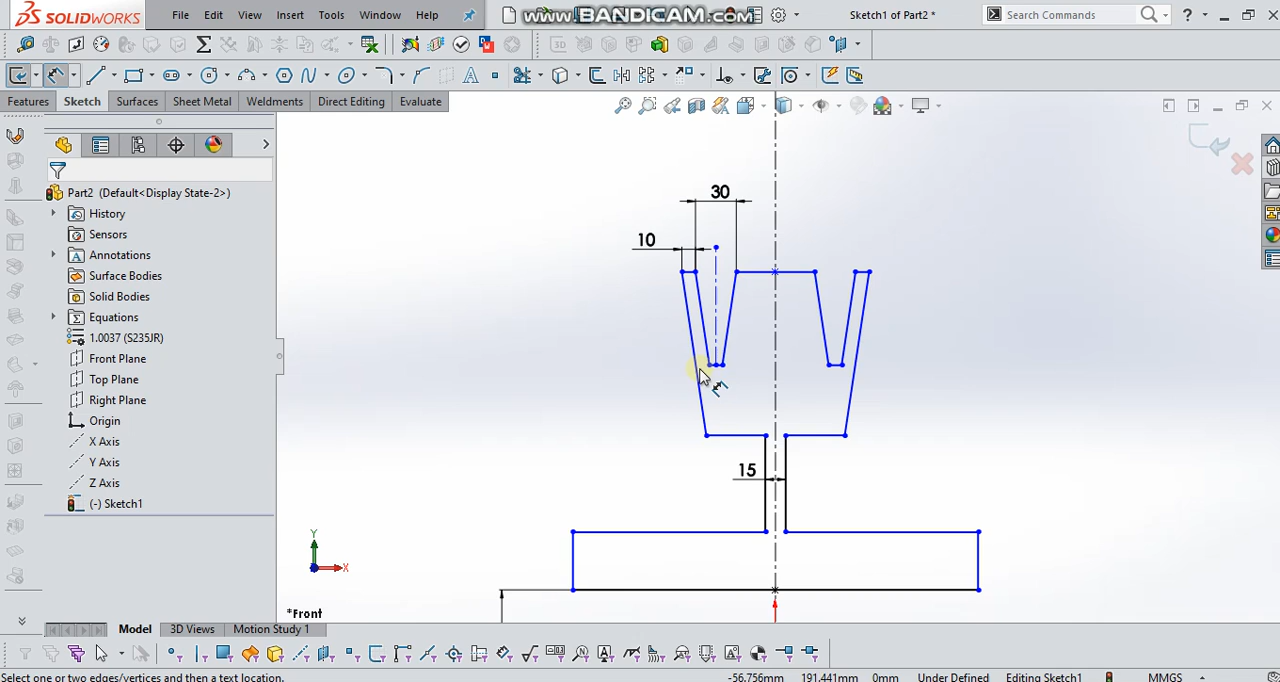 SOLIDWORKS
File Edit View Insert Tools Window Help
www.BANDICAM.com
Sketch1 of Part2 *
Search Commands
?
Features Sketch Surfaces Sheet Metal Weldments Direct Editing Evaluate
Part2 (Default<Display State-2>)
History
Sensors
Annotations
Surface Bodies
Solid Bodies
Equations
1.0037 (S235JR)
Front Plane
Top Plane
Right Plane
Origin
X Axis
Y Axis
Z Axis
(-) Sketch1
30
10
15
Y
X
*Front
Model 3D Views Motion Study 1
Select one or two edges/vertices and then a text location.
-56.756mm 191.441mm 0mm Under Defined Editing Sketch1 MMGS